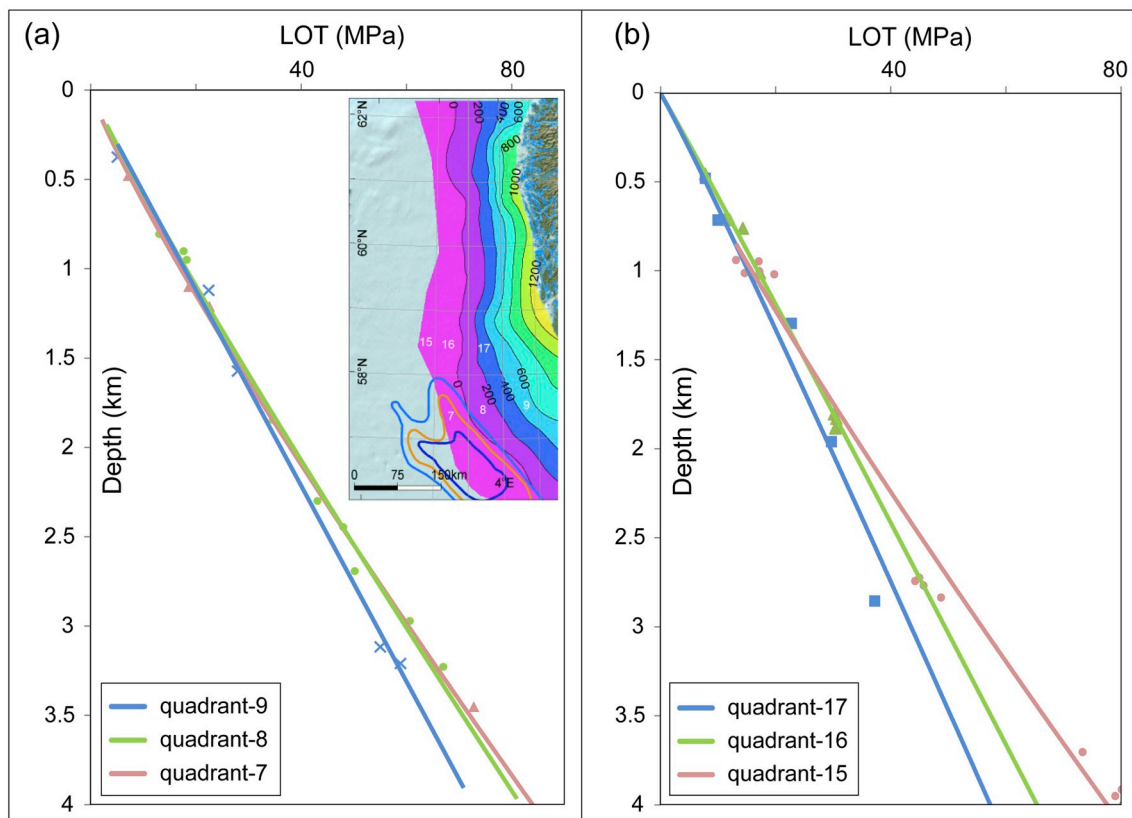 (a)
LOT (MPa)
40 80
0
0.5
1
1.5
2
2.5
3
3.5
4
Depth (km)
62°N
60°N
58°N
0
200
400
600
800
1000
1200
15 16 17
0
200
400
600
7 8 9
0 75 150km
4°E
quadrant-9
quadrant-8
quadrant-7
(b)
LOT (MPa)
40 80
0
0.5
1
1.5
2
2.5
3
3.5
4
Depth (km)
quadrant-17
quadrant-16
quadrant-15